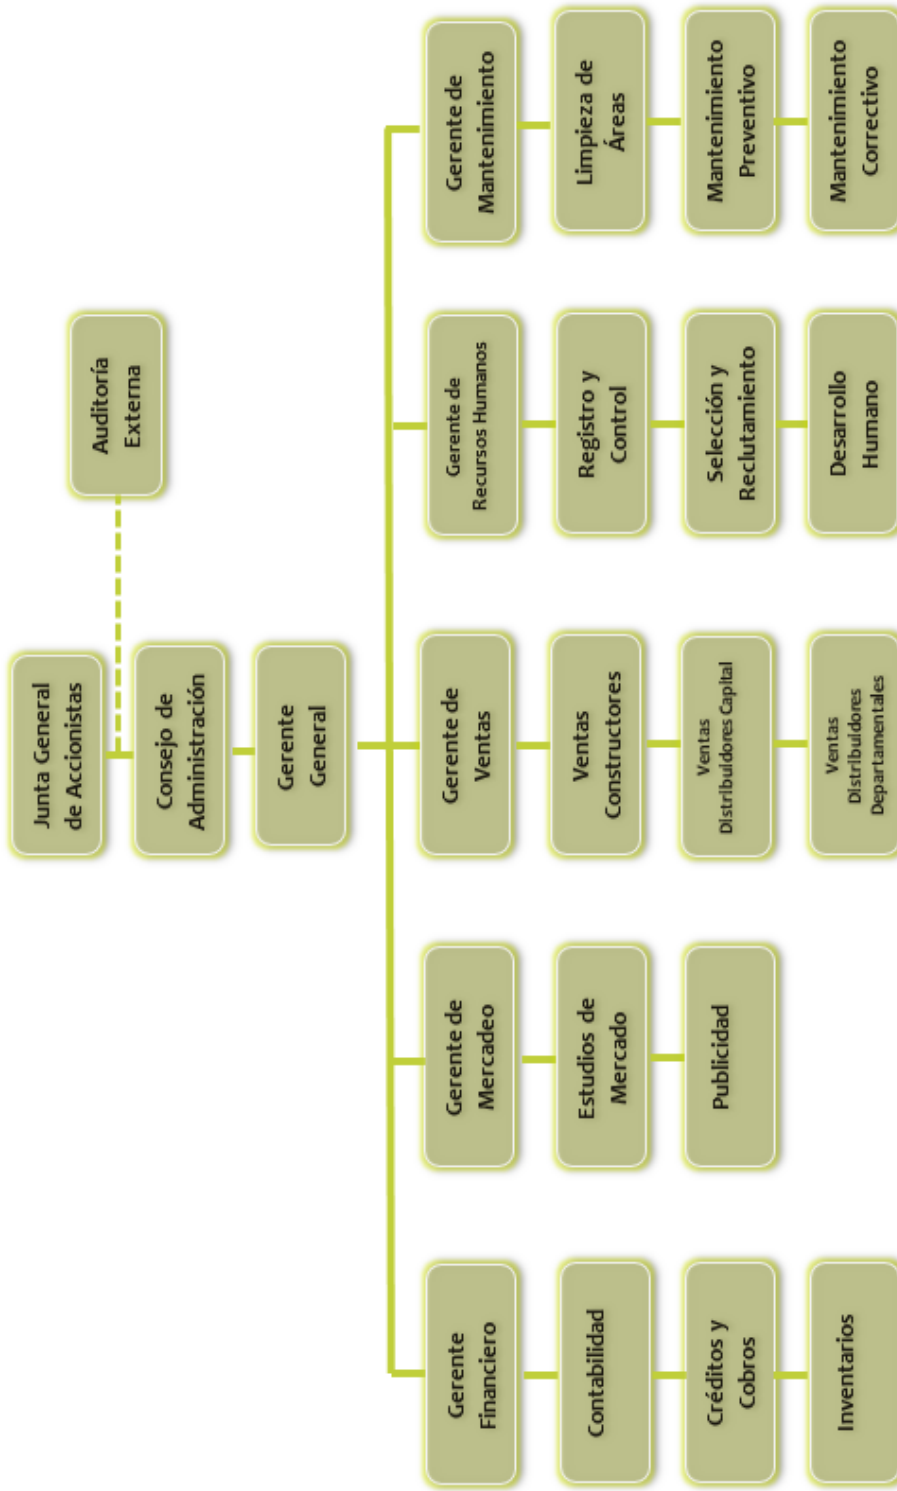 Junta General
de Accionistas
Auditoría
Externa
Consejo de
Administración
Gerente
General
Gerente
Financiero
Contabilidad
Créditos y
Cobros
Inventarios
Gerente de
Mercadeo
Estudios de
Mercado
Publicidad
Gerente de
Ventas
Ventas
Constructores
Ventas
Distribuidores Capital
Ventas
Distribuidores
Departamentales
Gerente de
Recursos Humanos
Registro y
Control
Selección y
Reclutamiento
Desarrollo
Humano
Gerente de
Mantenimiento
Limpieza de
Áreas
Mantenimiento
Preventivo
Mantenimiento
Correctivo